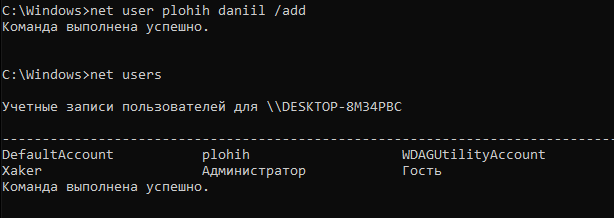 C:\Windows>net user plohih daniil /add
Команда выполнена успешно.
C:\Windows>net users
Учетные записи пользователей для \\DESKTOP-8M34PBC
-------------------------------------------------------------------------------
DefaultAccount plohih WDAGUtilityAccount
Xaker Администратор Гость
Команда выполнена успешно.